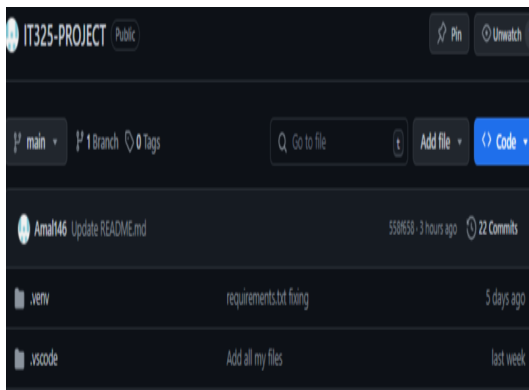 IT325-PROJECT Public Pin Unwatch
main 1 Branch 0 Tags Go to file t Add file Code
Amal146 Update README.md 558f658 · 3 hours ago 22 Commits
.venv requirements.txt fixing 5 days ago
.vscode Add all my files last week